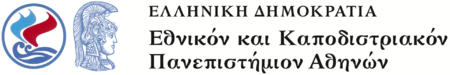 ΕΛΛΗΝΙΚΗ ΔΗΜΟΚΡΑΤΙΑ
Εθνικόν και Καποδιστριακόν
Πανεπιστήμιον Αθηνών